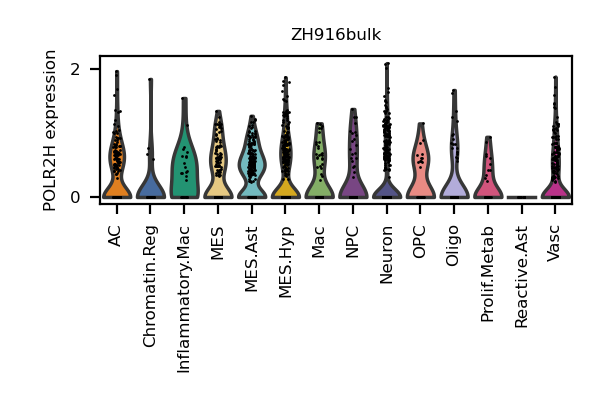 ZH916bulk
POLR2H expression
2
0
AC
Chromatin.Reg
Inflammatory.Mac
MES
MES.Ast
MES.Hyp
Mac
NPC
Neuron
OPC
Oligo
Prolif.Metab
Reactive.Ast
Vasc